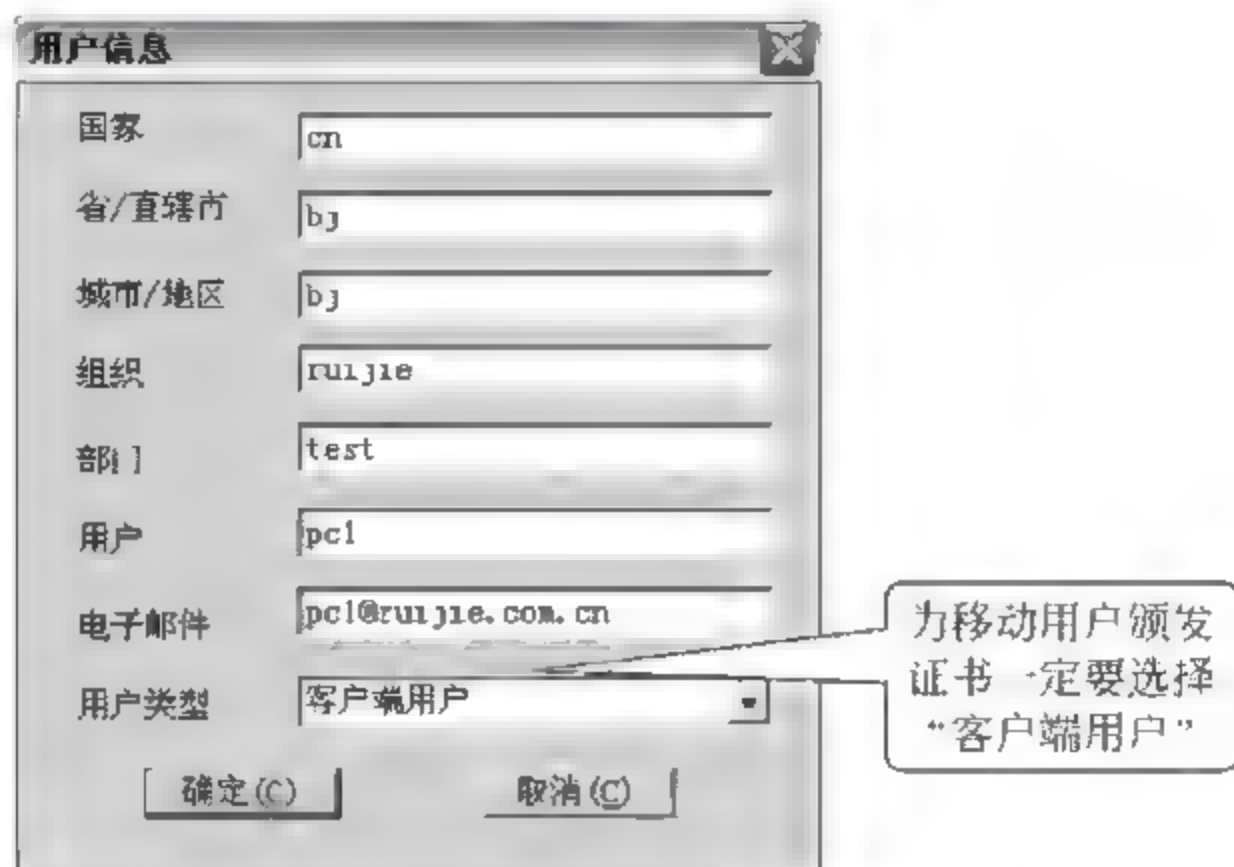 用户信息
国家 cn
省/直辖市 bj
城市/地区 bj
组织 ruijie
部门 test
用户 pc1
电子邮件 pc1@ruijie.com.cn
用户类型 客户端用户
确定(C) 取消(C)
为移动用户颁发
证书一定要选择
“客户端用户”